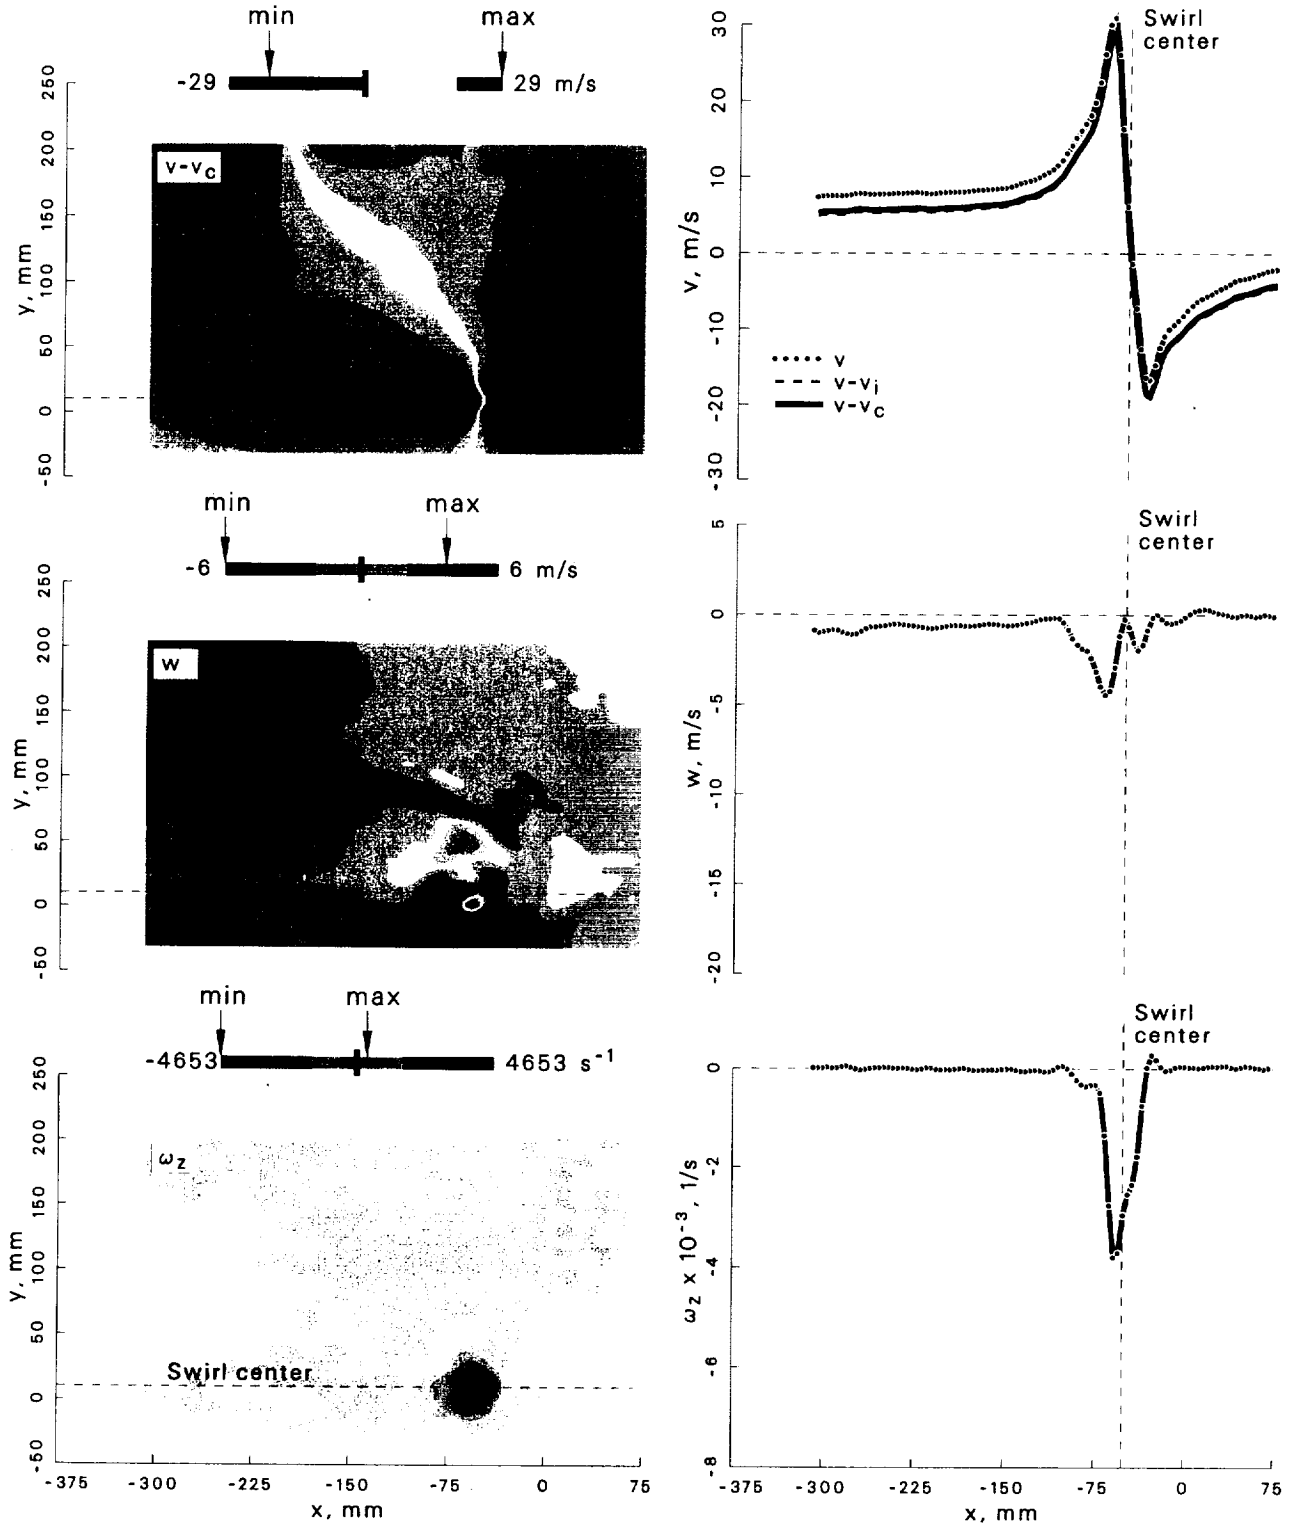 min max
-29 29 m/s
250
200
150
100
50
0
-50
y, mm
v-vc
Swirl
center
30
20
10
0
-10
-20
-30
v, m/s
v
v-vi
v-vc
min max
-6 6 m/s
250
200
150
100
50
0
-50
y, mm
w
Swirl
center
5
0
-5
-10
-15
-20
w, m/s
min max
-4653 4653 s-1
250
200
150
100
50
0
-50
y, mm
ωz
Swirl center
-375 -300 -225 -150 -75 0 75
x, mm
Swirl
center
0
-2
-4
-6
-8
ωz x 10-3, 1/s
-375 -300 -225 -150 -75 0 75
x, mm